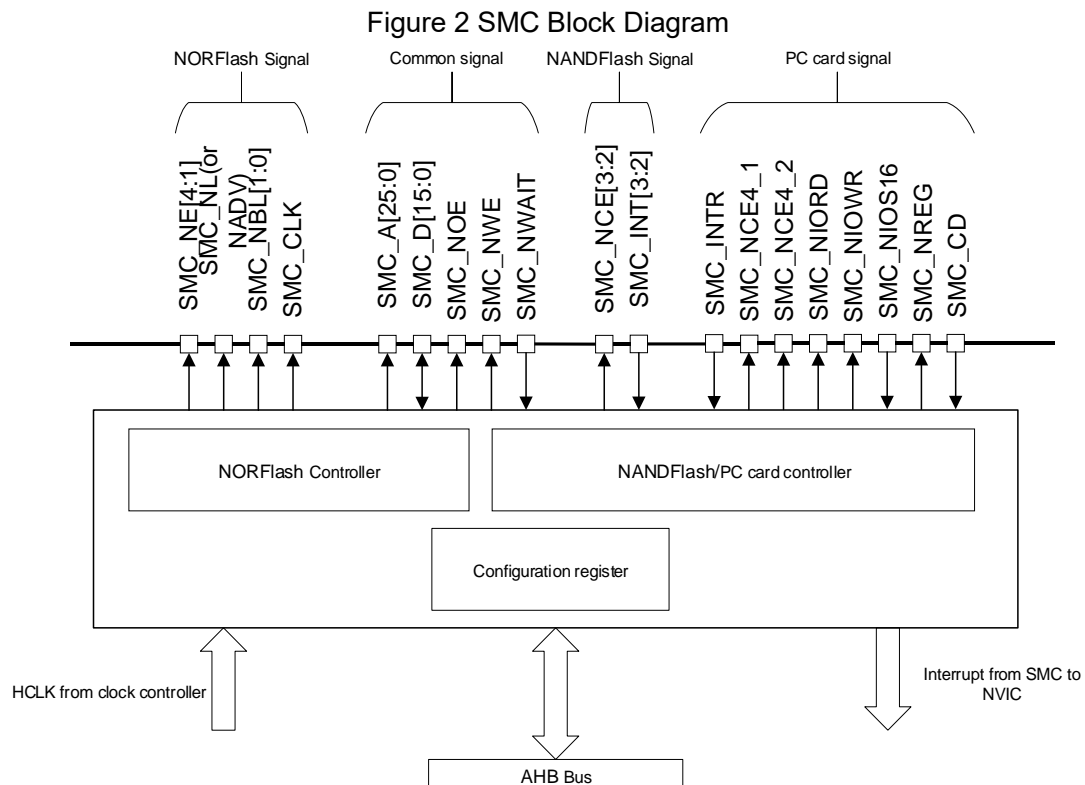 Figure 2 SMC Block Diagram
NORFlash Signal
Common signal
NANDFlash Signal
PC card signal
SMC_NE[4:1]
SMC_NL(or
NADV)
SMC_NBL[1:0]
SMC_CLK
SMC_A[25:0]
SMC_D[15:0]
SMC_NOE
SMC_NWE
SMC_NWAIT
SMC_NCE[3:2]
SMC_INT[3:2]
SMC_INTR
SMC_NCE4_1
SMC_NCE4_2
SMC_NIORD
SMC_NIOWR
SMC_NIOS16
SMC_NREG
SMC_CD
NORFlash Controller
NANDFlash/PC card controller
Configuration register
HCLK from clock controller
Interrupt from SMC to
NVIC
AHB Bus